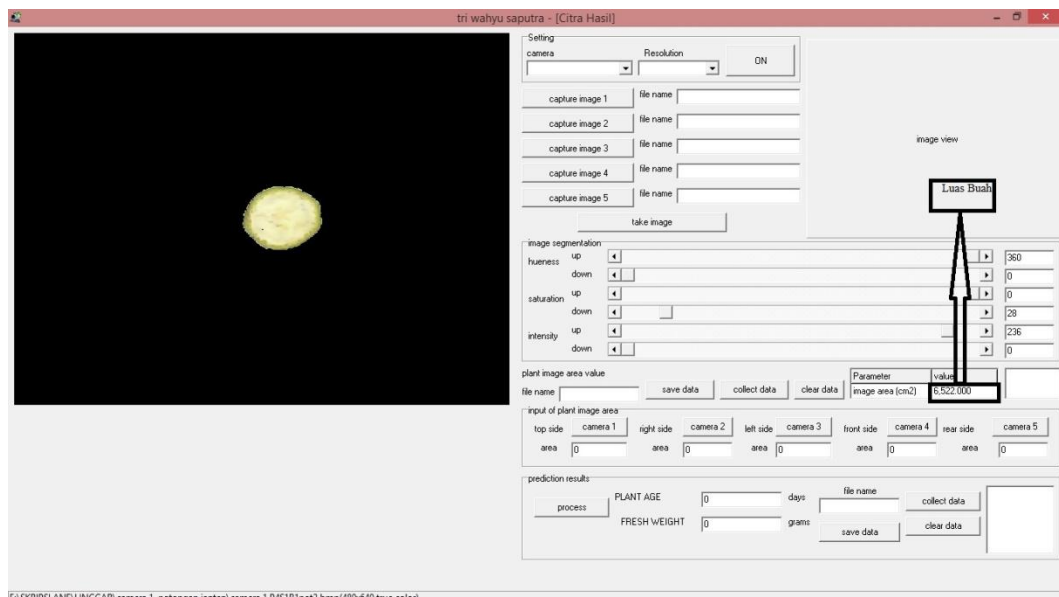 tri wahyu saputra - [Citra Hasil]
Setting
camera
Resolution
ON
capture image 1
file name
capture image 2
file name
capture image 3
file name
capture image 4
file name
capture image 5
file name
take image
image view
Luas Buah
image segmentation
hueness
up
360
down
0
saturation
up
0
down
28
intensity
up
236
down
0
plant image area value
file name
save data
collect data
clear data
Parameter
value
image area (cm2)
6,522.000
input of plant image area
top side
camera 1
right side
camera 2
left side
camera 3
front side
camera 4
rear side
camera 5
area
0
area
0
area
0
area
0
area
0
prediction results
process
PLANT AGE
0
days
file name
collect data
FRESH WEIGHT
0
grams
save data
clear data